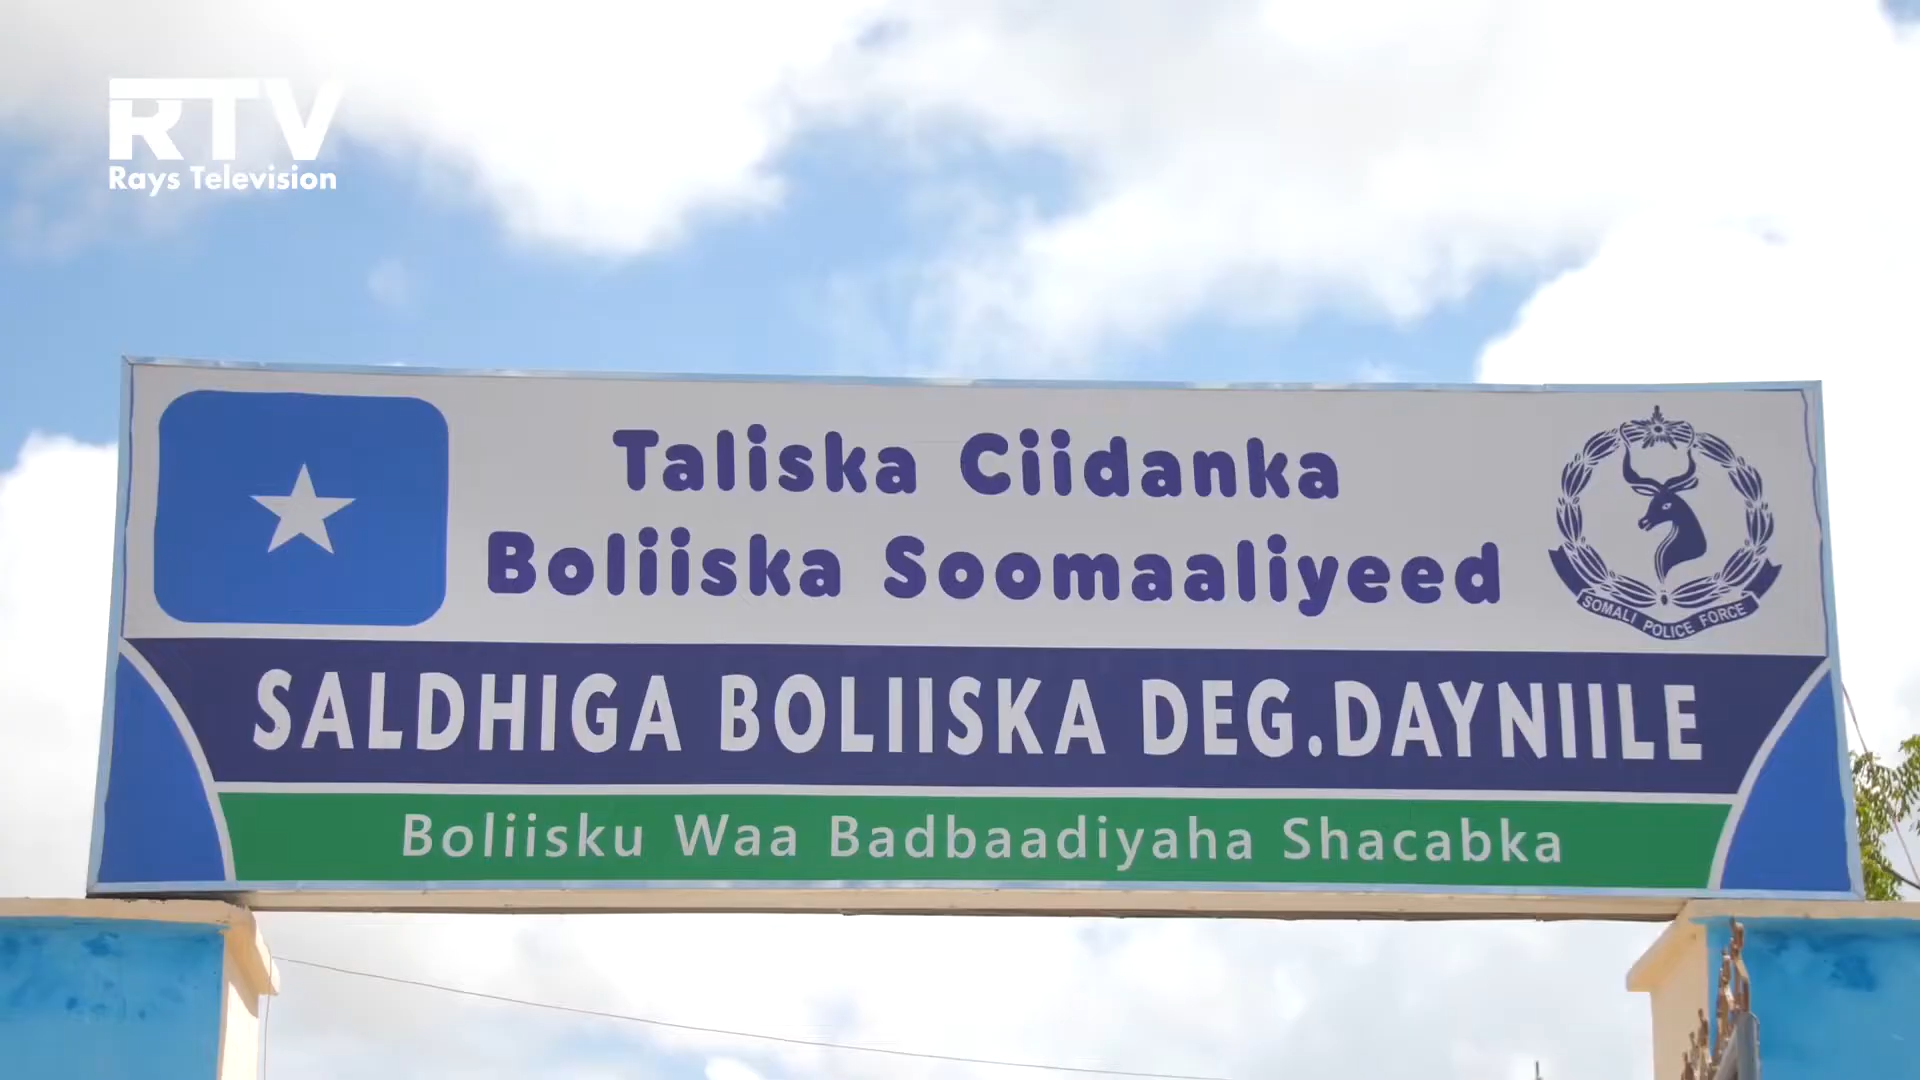 RTV
Rays Television
Taliska Ciidanka
Boliiska Soomaaliyeed
SOMALI POLICE FORCE
SALDHIGA BOLIISKA DEG.DAYNIILE
Boliisku Waa Badbaadiyaha Shacabka